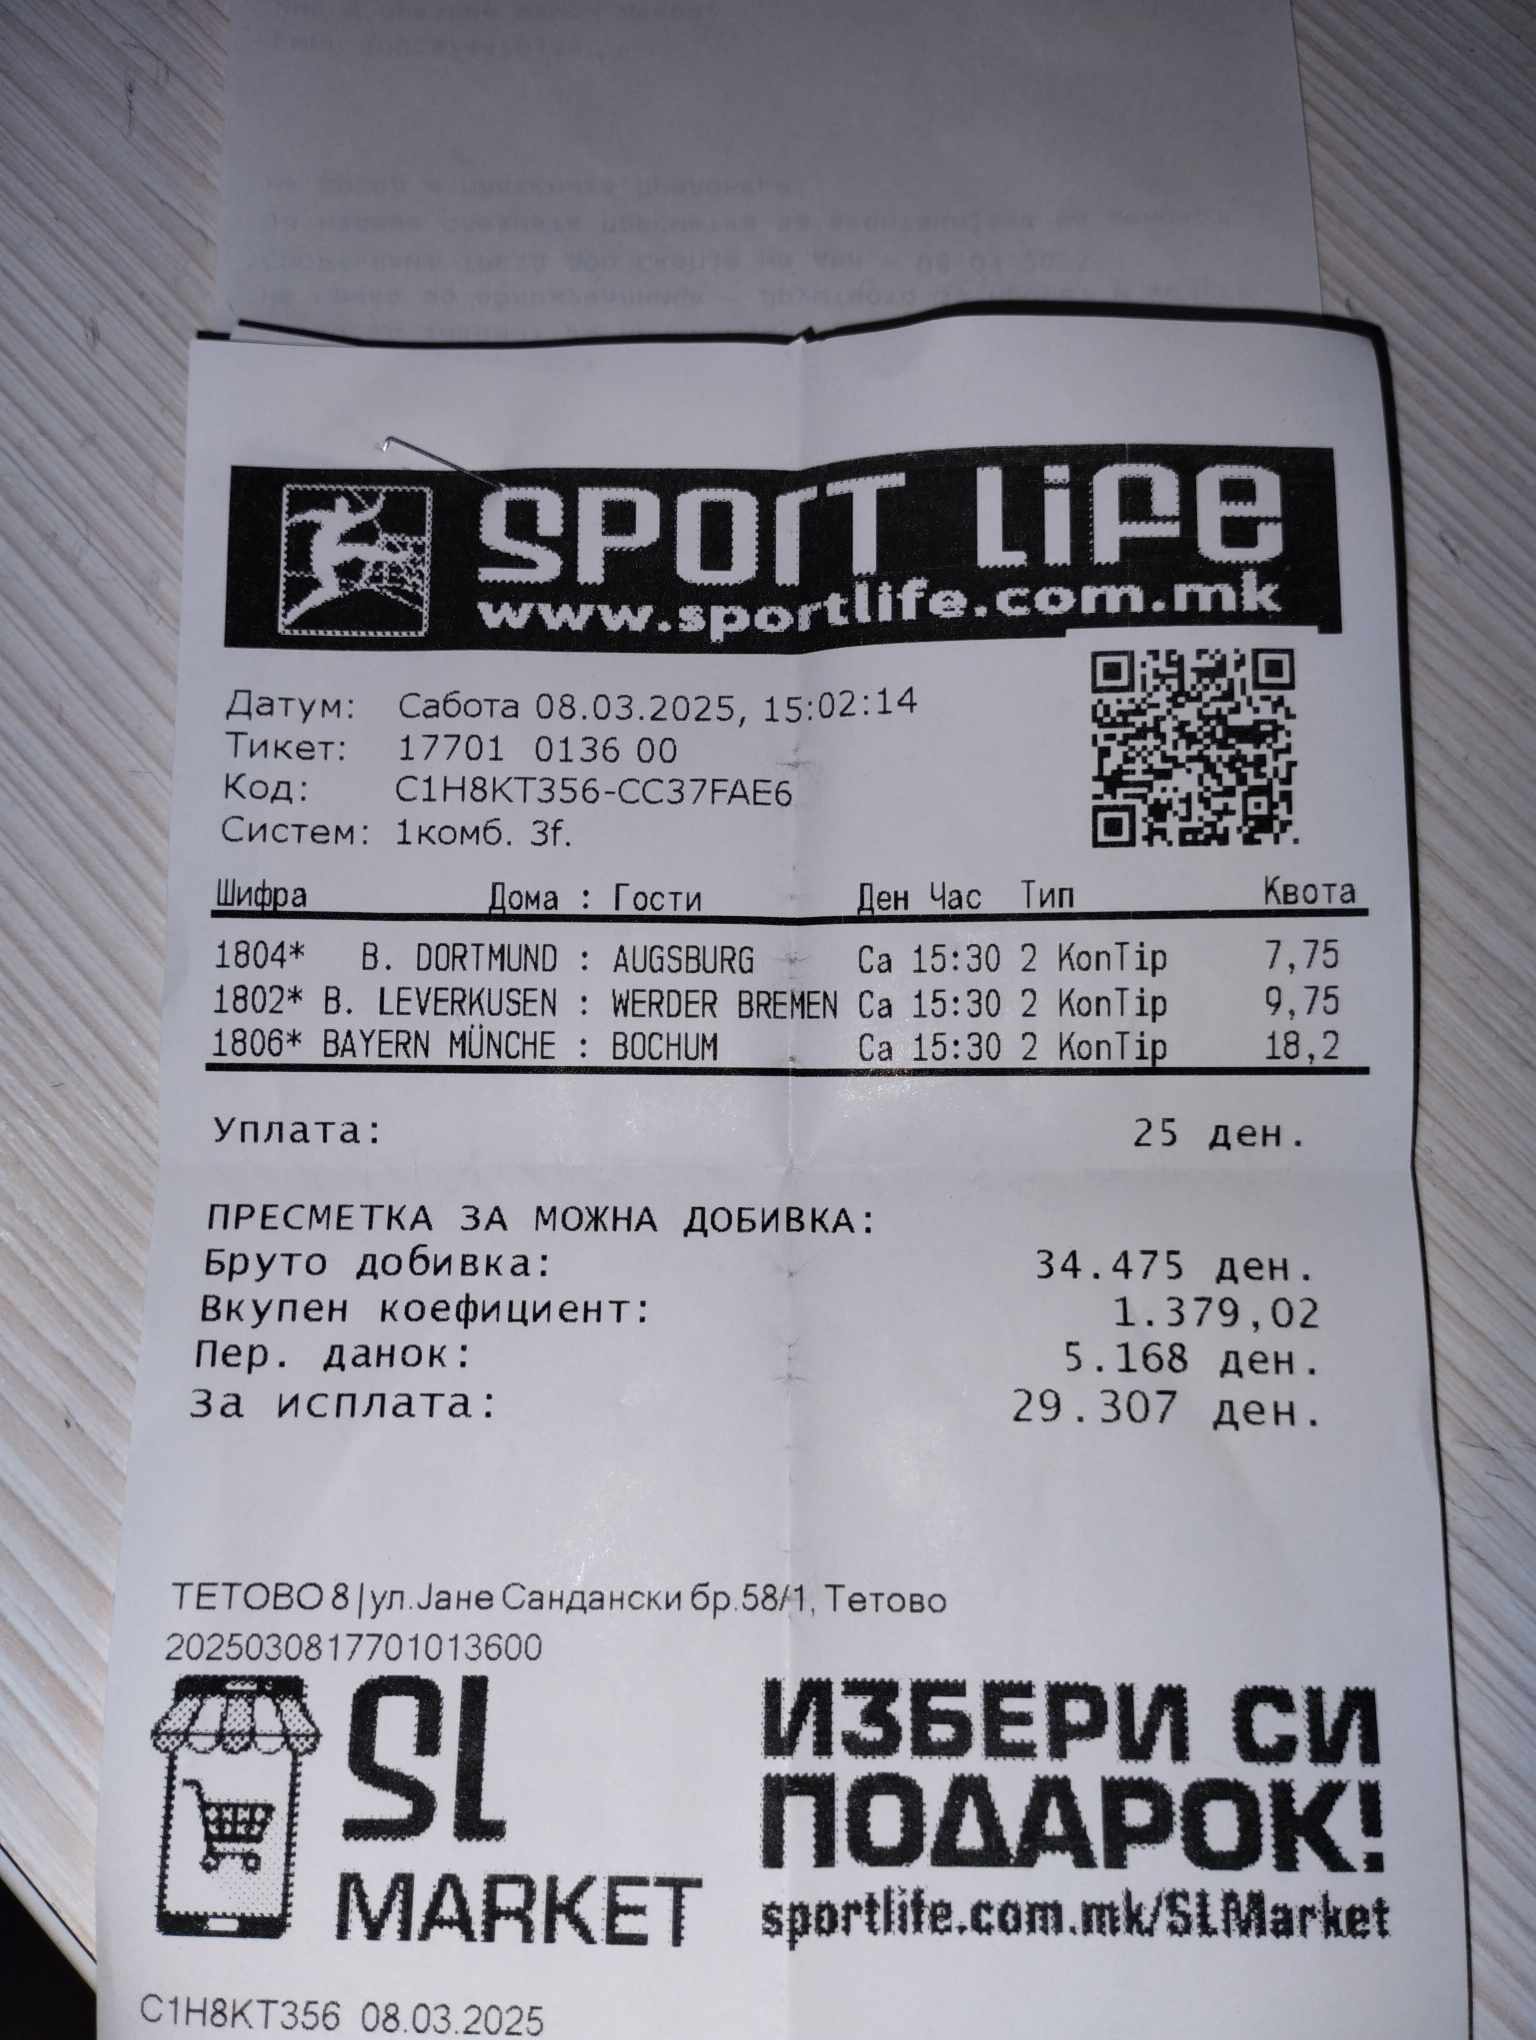 SPORT LIFE
www.sportlife.com.mk
Датум: Сабота 08.03.2025, 15:02:14
Тикет: 17701 0136 00
Код: C1H8KT356-CC37FAE6
Систем: 1комб. 3f.
Шифра Дома : Гости Ден Час Тип Квота
1804* B. DORTMUND : AUGSBURG Са 15:30 2 KonTip 7,75
1802* B. LEVERKUSEN : WERDER BREMEN Са 15:30 2 KonTip 9,75
1806* BAYERN MÜNCHE : BOCHUM Са 15:30 2 KonTip 18,2
Уплата: 25 ден.
ПРЕСМЕТКА ЗА МОЖНА ДОБИВКА:
Бруто добивка: 34.475 ден.
Вкупен коефициент: 1.379,02
Пер. данок: 5.168 ден.
За исплата: 29.307 ден.
ТЕТОВО 8|ул.Јане Сандански бр.58/1, Тетово
2025030817701013600
SL
MARKET
ИЗБЕРИ СИ
ПОДАРОК!
sportlife.com.mk/SLMarket
C1H8KT356 08.03.2025